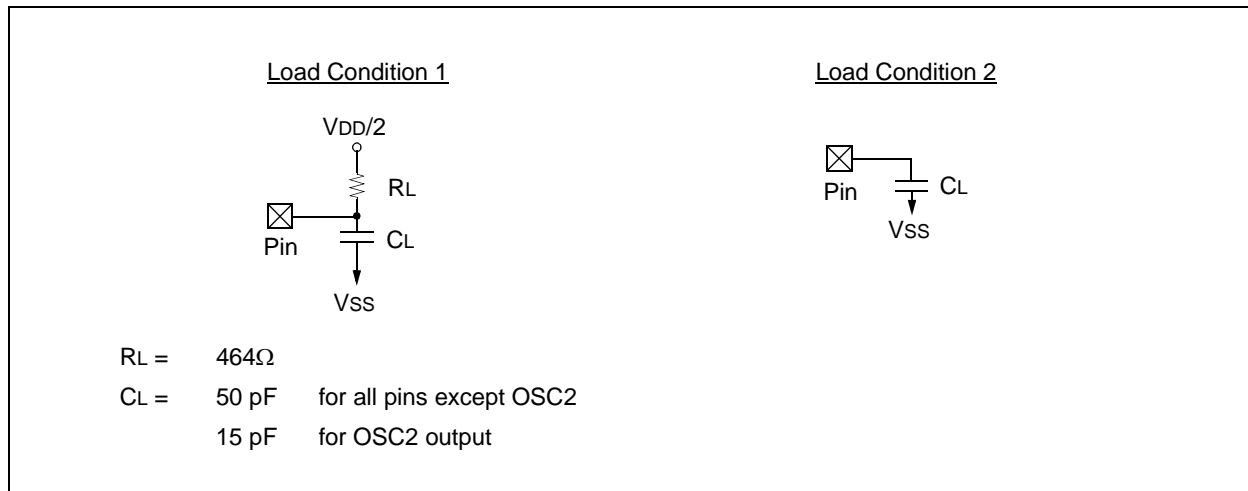 Load Condition 1
VDD/2
RL
Pin
CL
VSS
Load Condition 2
Pin
CL
VSS
RL = 464Ω
CL = 50 pF for all pins except OSC2
15 pF for OSC2 output